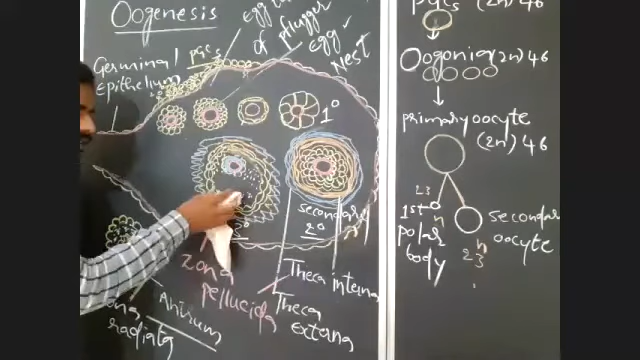 Oogenesis
egg
of pfluger
egg
Nest
Germinal PGCs
epithelium
1°
secondary
2°
zona
pellucida
Theca interna
Theca
externa
Antrum
radiata
PGCs (2n) 46
Oogonia (2n) 46
primary oocyte
(2n) 46
23
1st n
polar
body
secondary
oocyte
n
23